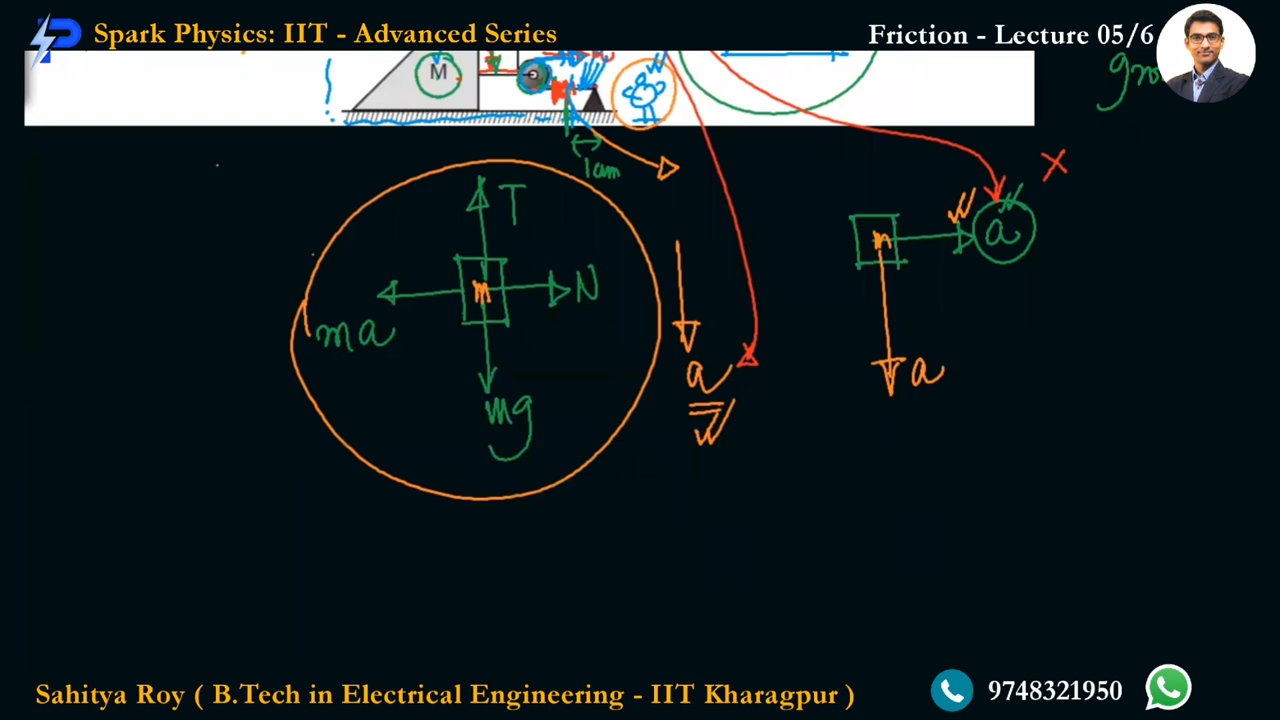 Spark Physics: IIT - Advanced Series
Friction - Lecture 05/6
M
1cm
T
m
N
ma
mg
a
m
a
a
Sahitya Roy ( B.Tech in Electrical Engineering - IIT Kharagpur )
9748321950